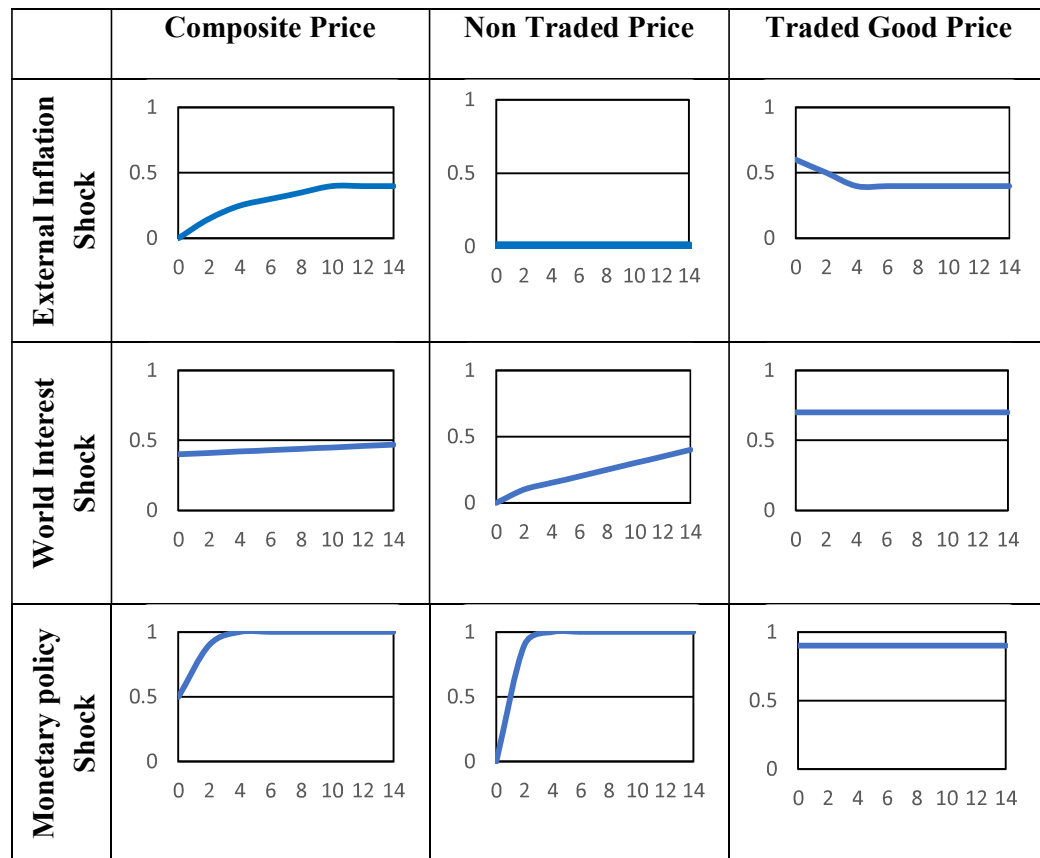 Composite Price
Non Traded Price
Traded Good Price
External Inflation
Shock
1
0.5
0
0 2 4 6 8 10 12 14
1
0.5
0
0 2 4 6 8 10 12 14
1
0.5
0
0 2 4 6 8 10 12 14
World Interest
Shock
1
0.5
0
0 2 4 6 8 10 12 14
1
0.5
0
0 2 4 6 8 10 12 14
1
0.5
0
0 2 4 6 8 10 12 14
Monetary policy
Shock
1
0.5
0
0 2 4 6 8 10 12 14
1
0.5
0
0 2 4 6 8 10 12 14
1
0.5
0
0 2 4 6 8 10 12 14